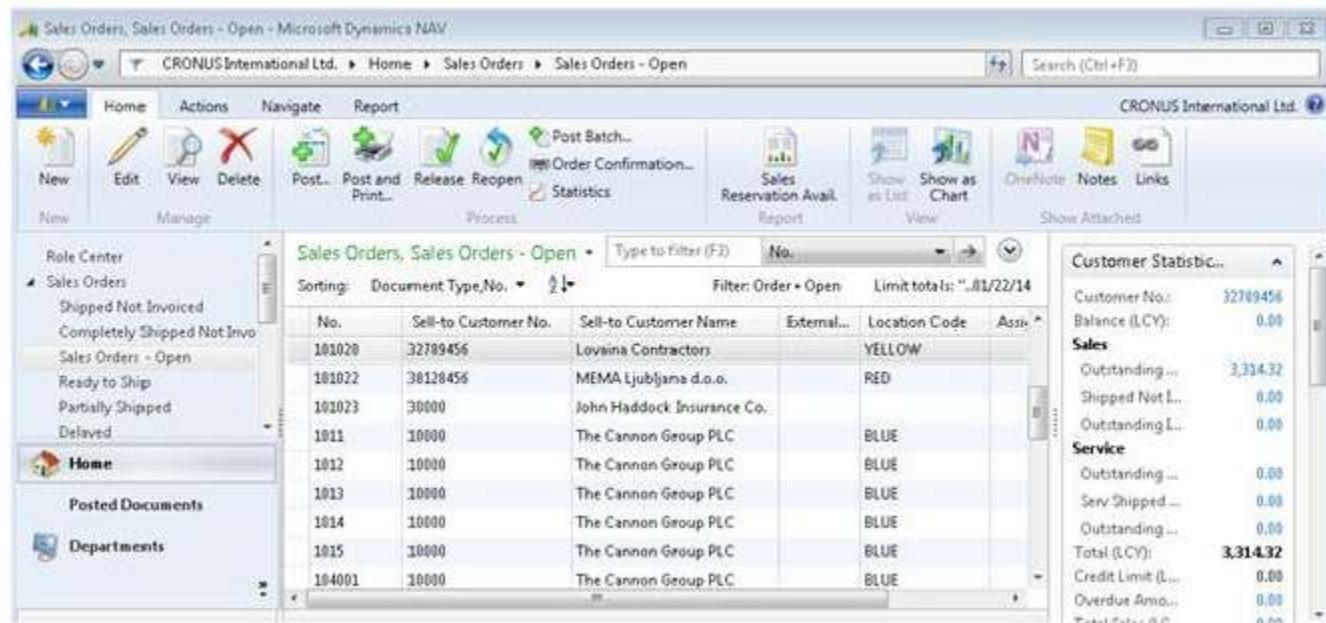 Sales Orders, Sales Orders - Open - Microsoft Dynamics NAV
CRONUS International Ltd. ▸ Home ▸ Sales Orders ▸ Sales Orders - Open
Search (Ctrl+F3)
Home Actions Navigate Report
CRONUS International Ltd.
New
Edit
View
Delete
Post...
Post and Print...
Release
Reopen
Post Batch...
Order Confirmation...
Statistics
Sales Reservation Avail.
Show as List
Show as Chart
OneNote
Notes
Links
New
Manage
Process
Report
View
Show Attached
Role Center
Sales Orders
Shipped Not Invoiced
Completely Shipped Not Invo
Sales Orders - Open
Ready to Ship
Partially Shipped
Delayed
Home
Posted Documents
Departments
Sales Orders, Sales Orders - Open
Type to filter (F3)
No.
Sorting: Document Type,No.
Filter: Order • Open
Limit totals: ''..01/22/14
No. Sell-to Customer No. Sell-to Customer Name External... Location Code Assi
101020 32789456 Lovaina Contractors YELLOW
101022 38128456 MEMA Ljubljana d.o.o. RED
101023 30000 John Haddock Insurance Co.
1011 10000 The Cannon Group PLC BLUE
1012 10000 The Cannon Group PLC BLUE
1013 10000 The Cannon Group PLC BLUE
1014 10000 The Cannon Group PLC BLUE
1015 10000 The Cannon Group PLC BLUE
104001 10000 The Cannon Group PLC BLUE
Customer Statistic...
Customer No.: 32789456
Balance (LCY): 0.00
Sales
Outstanding ... 3,314.32
Shipped Not I... 0.00
Outstanding I... 0.00
Service
Outstanding ... 0.00
Serv Shipped ... 0.00
Outstanding ... 0.00
Total (LCY): 3,314.32
Credit Limit (L... 0.00
Overdue Amo... 0.00